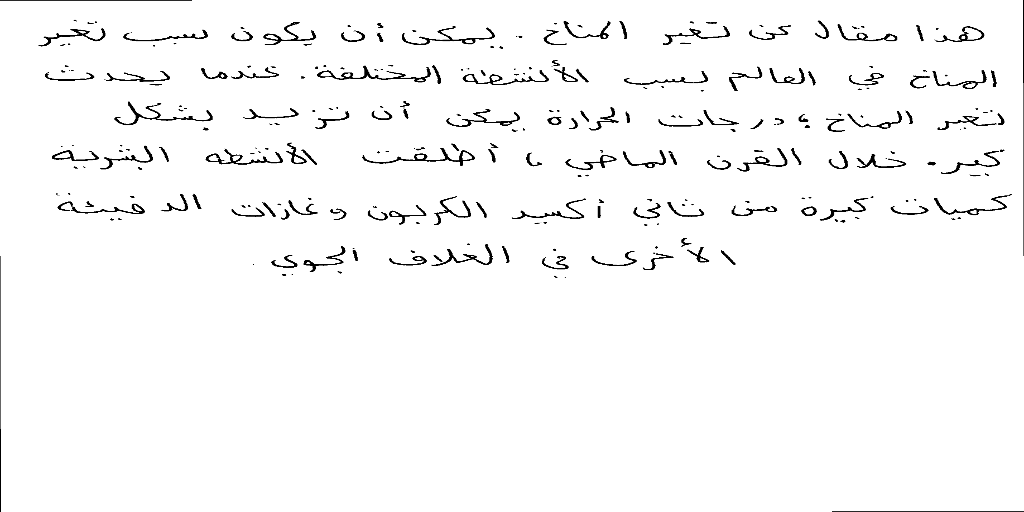 هذا مقال عن تغير المناخ . يمكن أن يكون سبب تغير
المناخ في العالم بسبب الأنشطة المختلفة . عندما يحدث
تغير المناخ ، درجات الحرارة يمكن أن تزيد بشكل
كبير . خلال القرن الماضي ، أطلقت الأنشطه البشرية
كميات كبيرة من ثاني أكسيد الكربون وغازات الدفيئة
الأخرى في الغلاف الجوي .